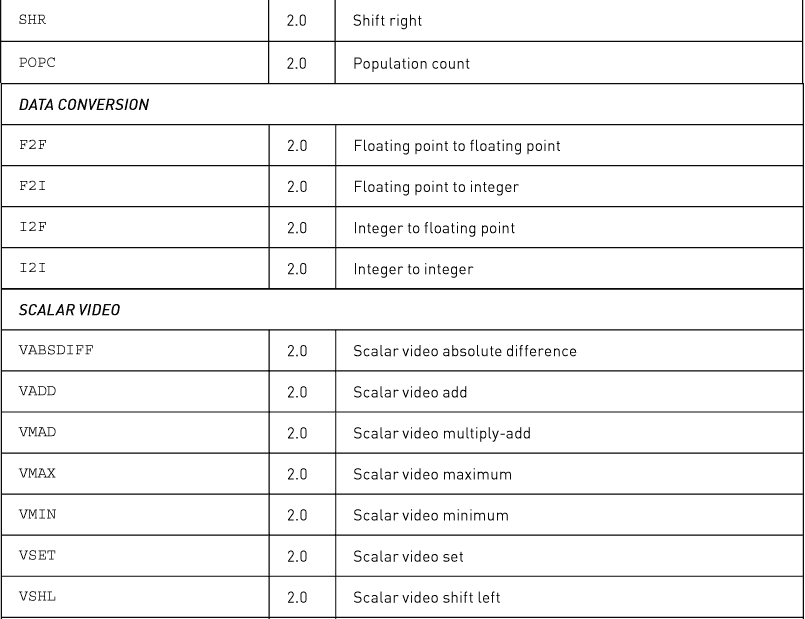 SHR 2.0 Shift right
POPC 2.0 Population count
DATA CONVERSION
F2F 2.0 Floating point to floating point
F2I 2.0 Floating point to integer
I2F 2.0 Integer to floating point
I2I 2.0 Integer to integer
SCALAR VIDEO
VABSDIFF 2.0 Scalar video absolute difference
VADD 2.0 Scalar video add
VMAD 2.0 Scalar video multiply-add
VMAX 2.0 Scalar video maximum
VMIN 2.0 Scalar video minimum
VSET 2.0 Scalar video set
VSHL 2.0 Scalar video shift left